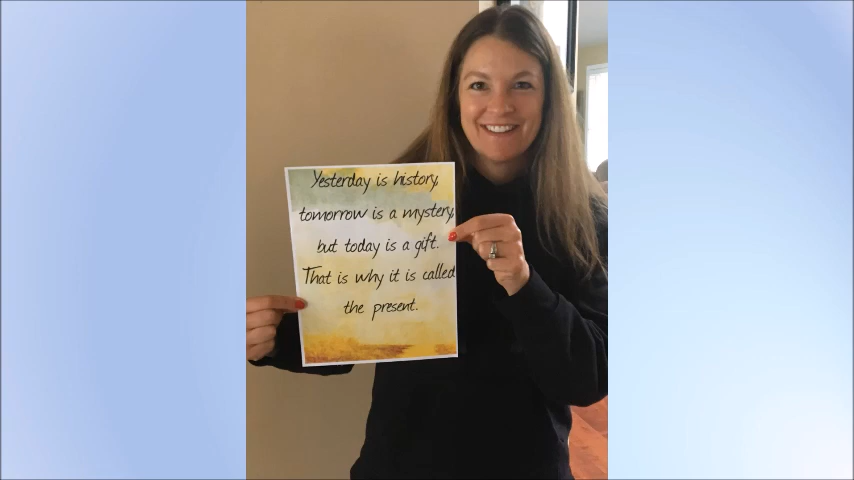 Yesterday is history,
tomorrow is a mystery,
but today is a gift.
That is why it is called
the present.